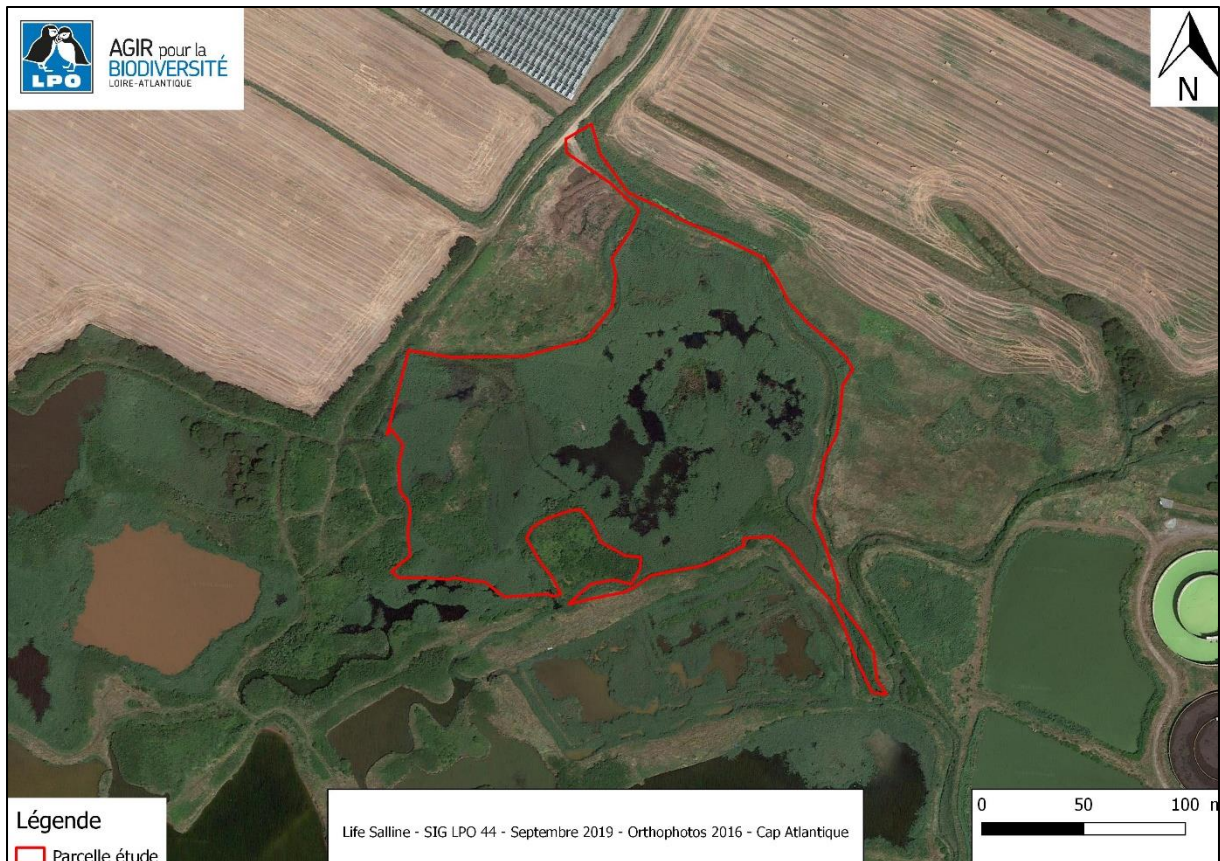 LPO
AGIR pour la
BIODIVERSITÉ
LOIRE-ATLANTIQUE
N
Légende
Parcelle étude
Life Salline - SIG LPO 44 - Septembre 2019 - Orthophotos 2016 - Cap Atlantique
0 50 100 m